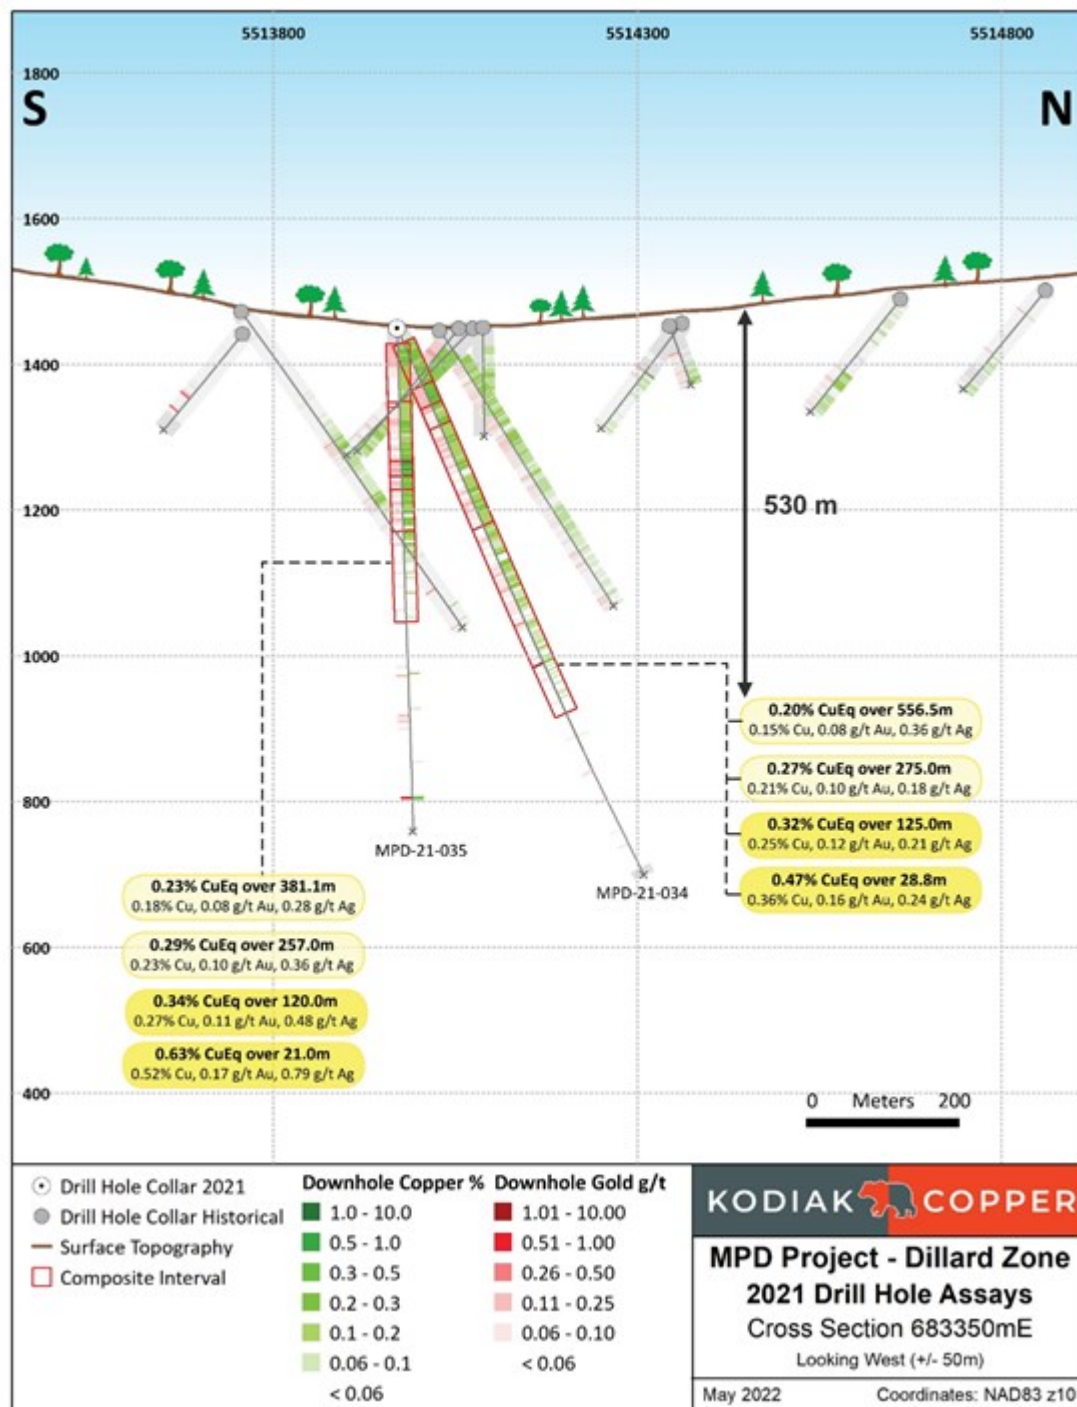 5513800 5514300 5514800
1800
S N
1600
1400
1200
530 m
1000
0.20% CuEq over 556.5m
0.15% Cu, 0.08 g/t Au, 0.36 g/t Ag
0.27% CuEq over 275.0m
0.21% Cu, 0.10 g/t Au, 0.18 g/t Ag
0.32% CuEq over 125.0m
0.25% Cu, 0.12 g/t Au, 0.21 g/t Ag
0.47% CuEq over 28.8m
0.36% Cu, 0.16 g/t Au, 0.24 g/t Ag
800
MPD-21-035
MPD-21-034
0.23% CuEq over 381.1m
0.18% Cu, 0.08 g/t Au, 0.28 g/t Ag
0.29% CuEq over 257.0m
0.23% Cu, 0.10 g/t Au, 0.36 g/t Ag
0.34% CuEq over 120.0m
0.27% Cu, 0.11 g/t Au, 0.48 g/t Ag
0.63% CuEq over 21.0m
0.52% Cu, 0.17 g/t Au, 0.79 g/t Ag
600
400
0 Meters 200
Drill Hole Collar 2021
Drill Hole Collar Historical
Surface Topography
Composite Interval
Downhole Copper %
1.0 - 10.0
0.5 - 1.0
0.3 - 0.5
0.2 - 0.3
0.1 - 0.2
0.06 - 0.1
< 0.06
Downhole Gold g/t
1.01 - 10.00
0.51 - 1.00
0.26 - 0.50
0.11 - 0.25
0.06 - 0.10
< 0.06
KODIAK COPPER
MPD Project - Dillard Zone
2021 Drill Hole Assays
Cross Section 683350mE
Looking West (+/- 50m)
May 2022 Coordinates: NAD83 z10